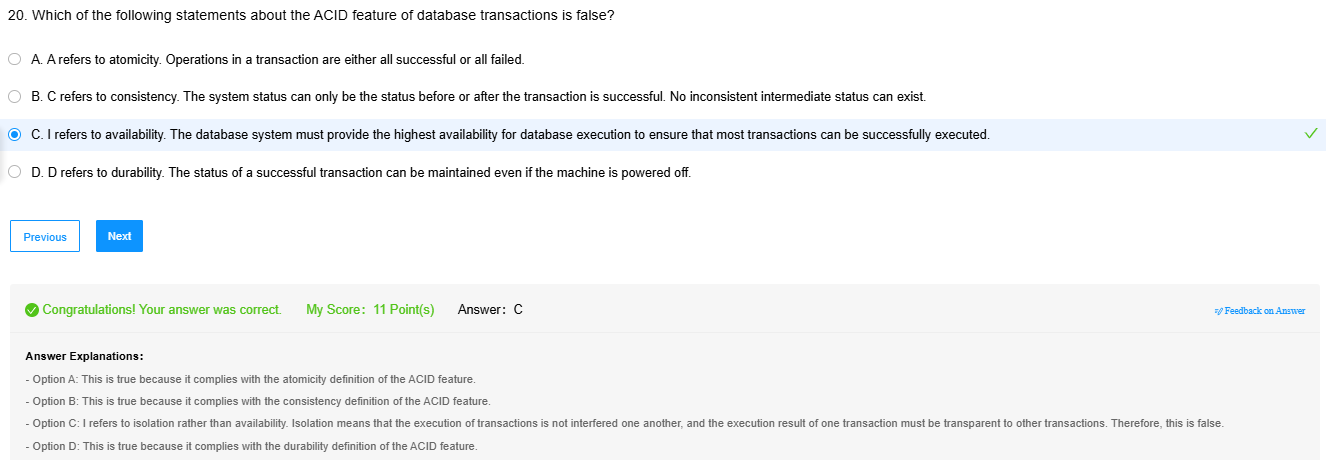 20. Which of the following statements about the ACID feature of database transactions is false?
A. A refers to atomicity. Operations in a transaction are either all successful or all failed.
B. C refers to consistency. The system status can only be the status before or after the transaction is successful. No inconsistent intermediate status can exist.
C. I refers to availability. The database system must provide the highest availability for database execution to ensure that most transactions can be successfully executed.
D. D refers to durability. The status of a successful transaction can be maintained even if the machine is powered off.
Previous Next
Congratulations! Your answer was correct. My Score: 11 Point(s) Answer: C Feedback on Answer
Answer Explanations:
- Option A: This is true because it complies with the atomicity definition of the ACID feature.
- Option B: This is true because it complies with the consistency definition of the ACID feature.
- Option C: I refers to isolation rather than availability. Isolation means that the execution of transactions is not interfered one another, and the execution result of one transaction must be transparent to other transactions. Therefore, this is false.
- Option D: This is true because it complies with the durability definition of the ACID feature.